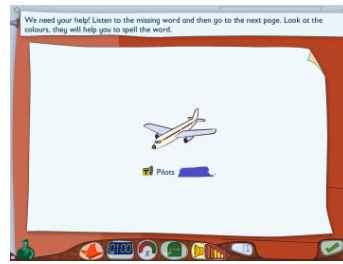 We need your help! Listen to the missing word and then go to the next page. Look at the
colours, they will help you to spell the word.
Pilots
0100